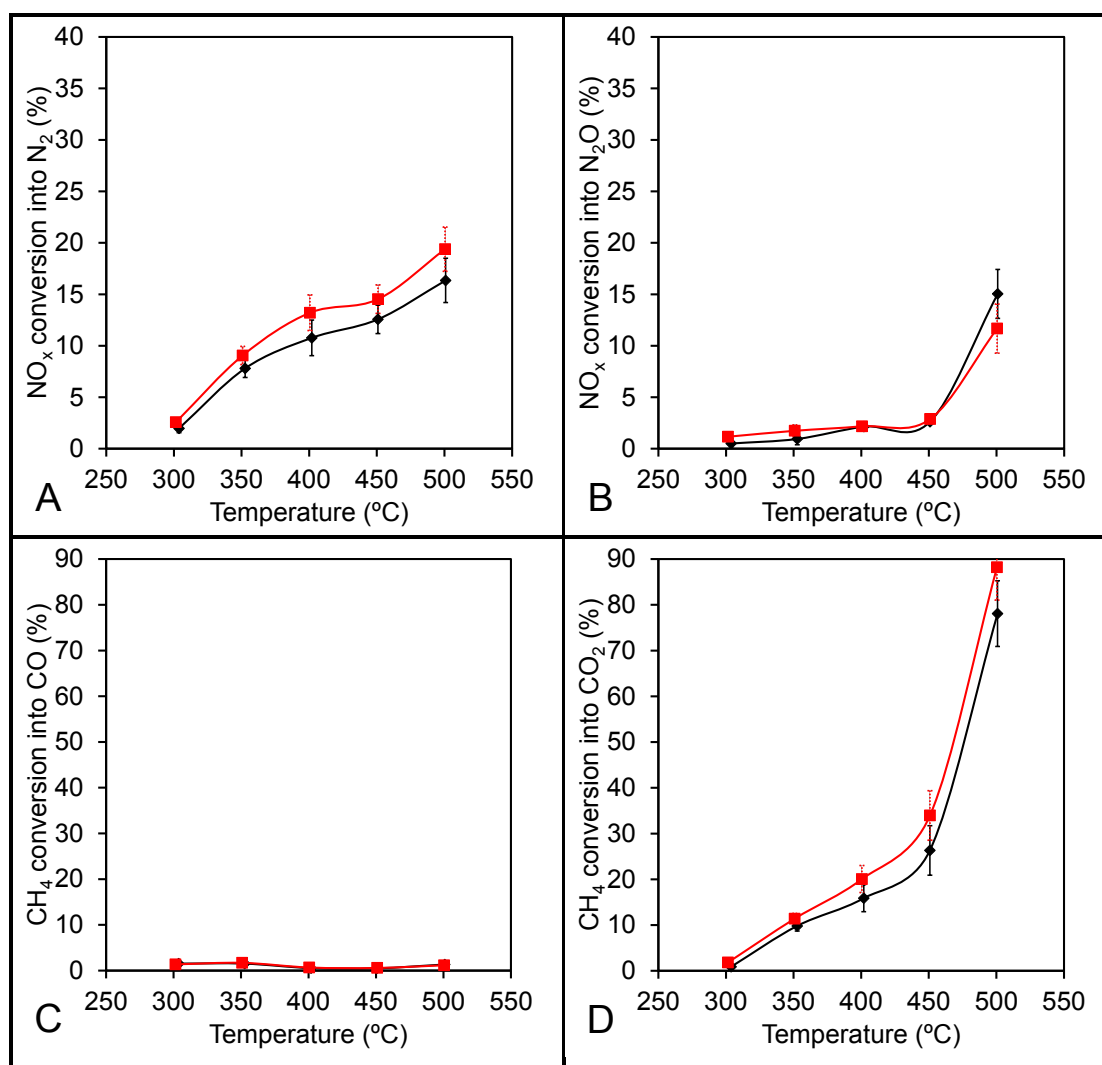 NOₓ conversion into N₂ (%)
40
35
30
25
20
15
10
5
0
250 300 350 400 450 500 550
Temperature (ºC)
A
NOₓ conversion into N₂O (%)
40
35
30
25
20
15
10
5
0
250 300 350 400 450 500 550
Temperature (ºC)
B
CH₄ conversion into CO (%)
90
80
70
60
50
40
30
20
10
0
250 300 350 400 450 500 550
Temperature (ºC)
C
CH₄ conversion into CO₂ (%)
90
80
70
60
50
40
30
20
10
0
250 300 350 400 450 500 550
Temperature (ºC)
D